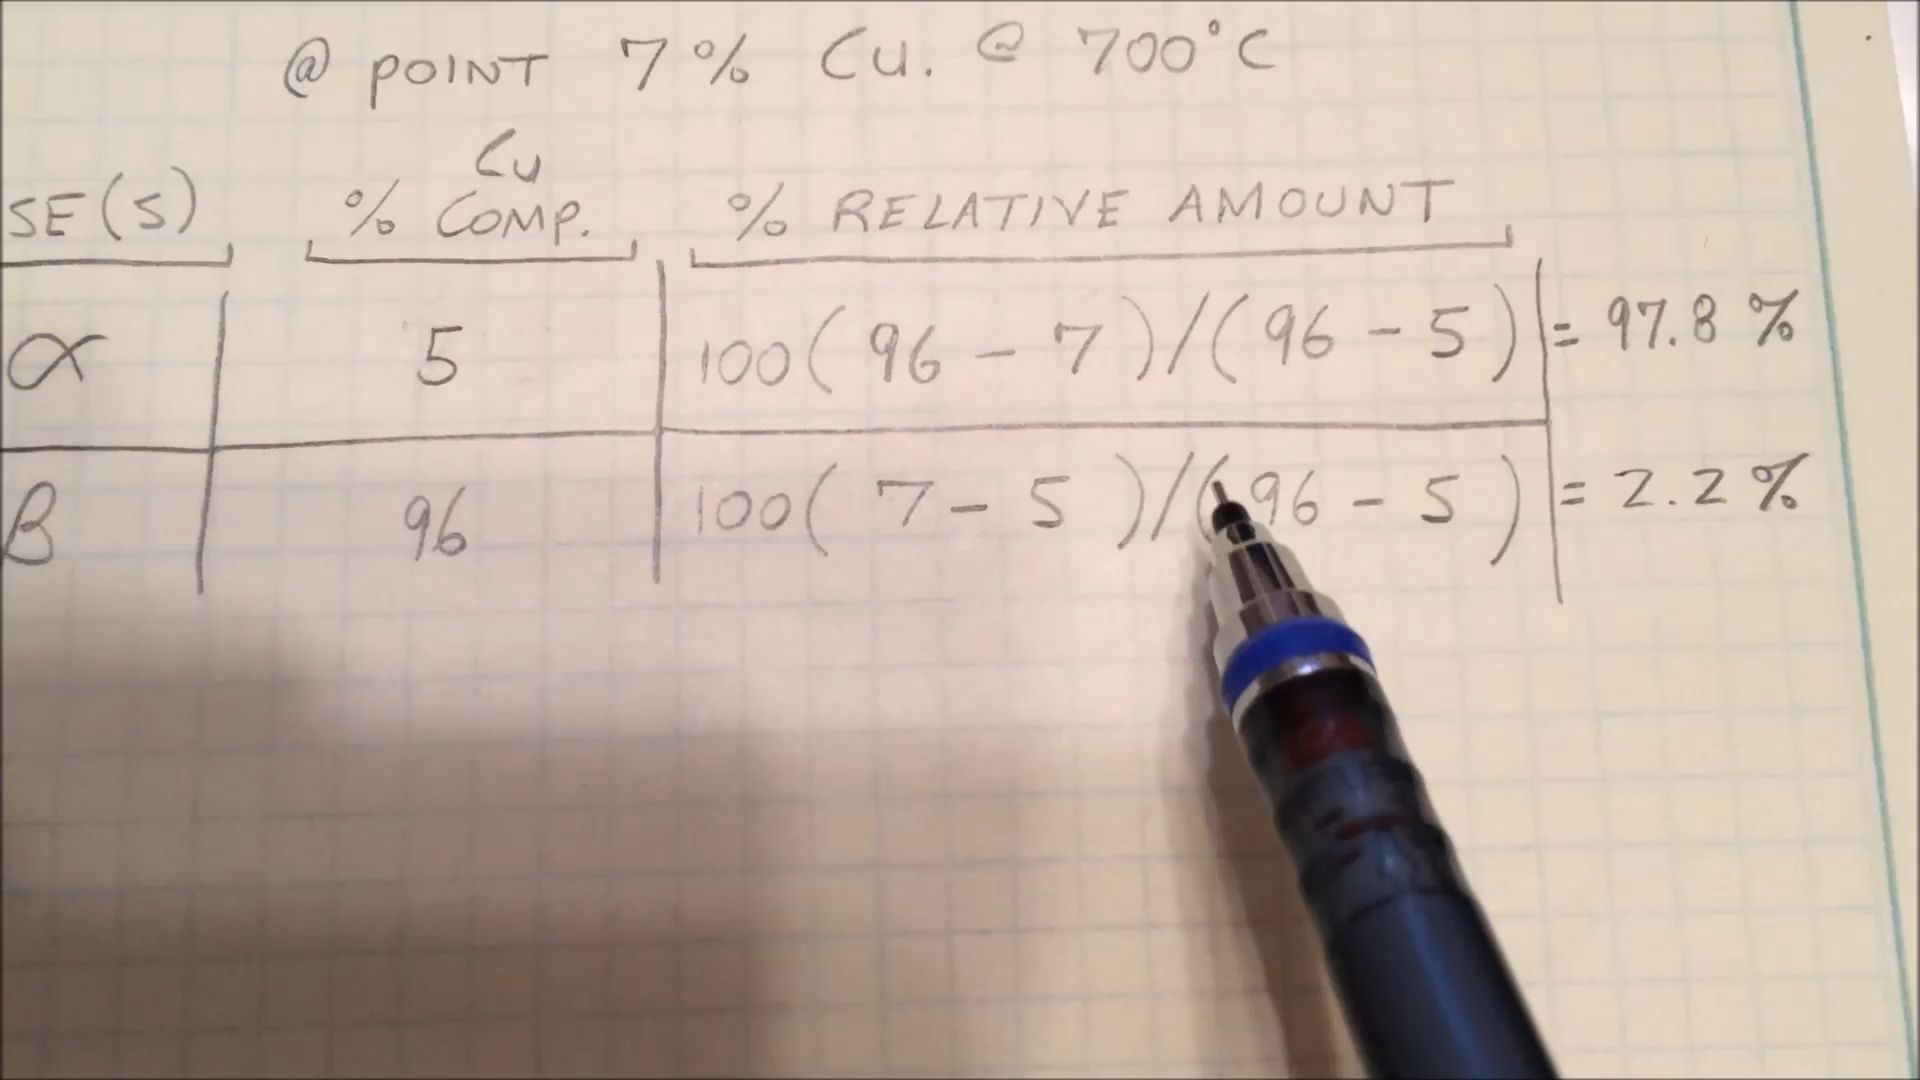 @ POINT 7% Cu. @ 700°C
Cu
SE(S) % COMP. % RELATIVE AMOUNT
α 5 100( 96 - 7 )/( 96 - 5 ) = 97.8 %
β 96 100( 7 - 5 )/( 96 - 5 ) = 2.2 %